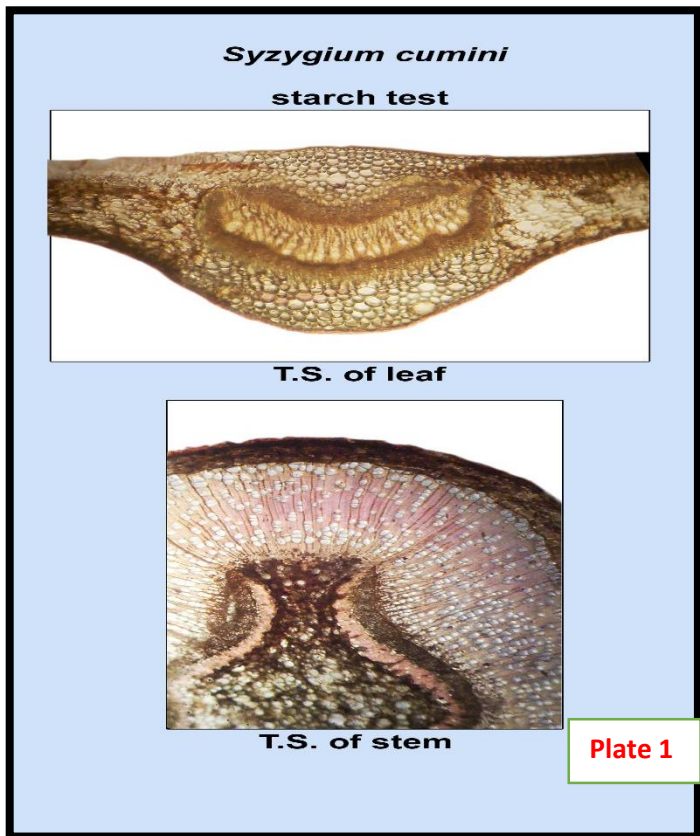 Syzygium cumini
starch test
T.S. of leaf
T.S. of stem
Plate 1